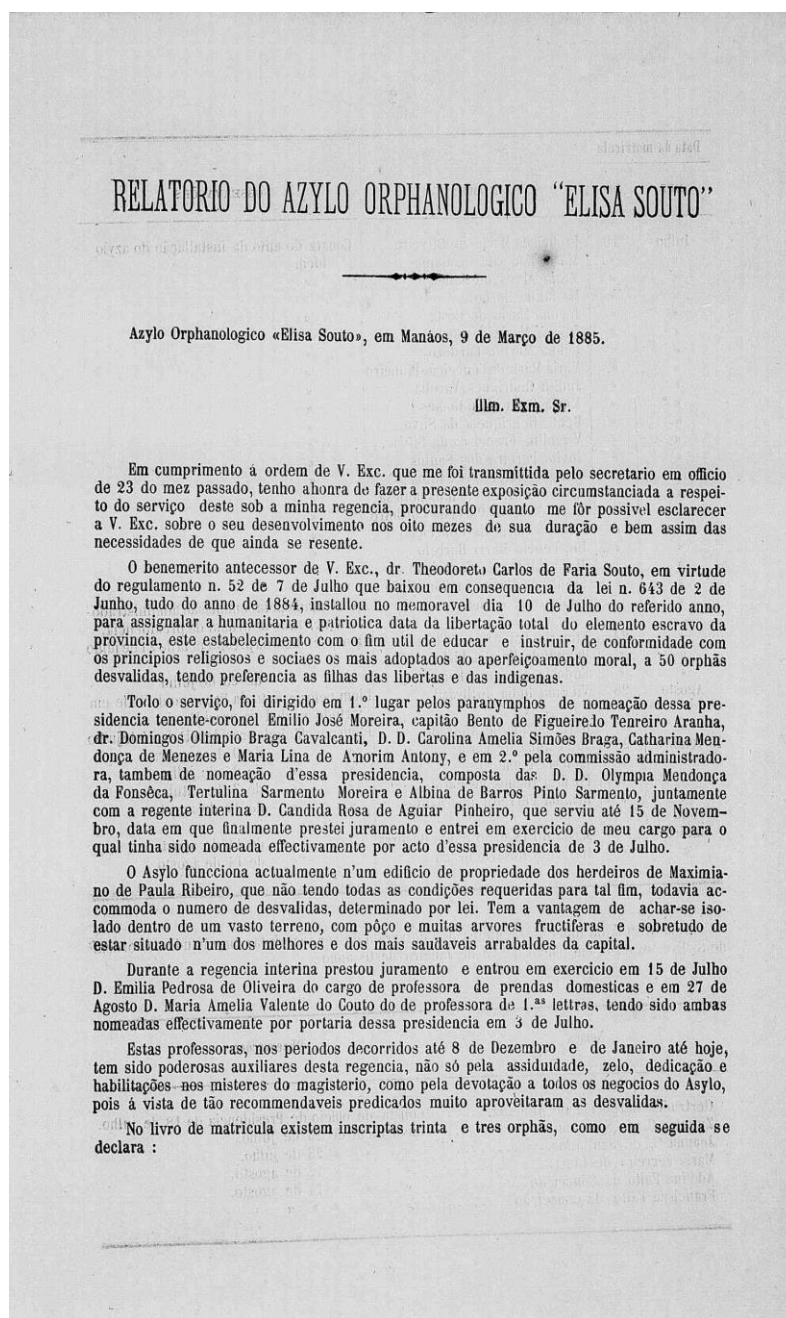 RELATORIO DO AZYLO ORPHANOLOGICO "ELISA SOUTO"
Azylo Orphanologico «Elisa Souto», em Manáos, 9 de Março de 1885.
Illm. Exm. Sr.
Em cumprimento á ordem de V. Exc. que me foi transmittida pelo secretario em officio
de 23 do mez passado, tenho ahonra de fazer a presente exposição circumstanciada a respei-
to do serviço deste sob a minha regencia, procurando quanto me fôr possivel esclarecer
a V. Exc. sobre o seu desenvolvimento nos oito mezes de sua duração e bem assim das
necessidades de que ainda se resente.
O benemerito antecessor de V. Exc., dr. Theodoreto Carlos de Faria Souto, em virtude
do regulamento n. 52 de 7 de Julho que baixou em consequencia da lei n. 643 de 2 de
Junho, tudo do anno de 1884, installou no memoravel dia 10 de Julho do referido anno,
para assignalar a humanitaria e patriotica data da libertação total do elemento escravo da
provincia, este estabelecimento com o fim util de educar e instruir, de conformidade com
os principios religiosos e sociaes os mais adoptados ao aperfeiçoamento moral, a 50 orphãs
desvalidas, tendo preferencia as filhas das libertas e das indigenas.
Todo o serviço, foi dirigido em 1.º lugar pelos paranymphos de nomeação dessa pre-
sidencia tenente-coronel Emilio José Moreira, capitão Bento de Figueiredo Tenreiro Aranha,
dr. Domingos Olimpio Braga Cavalcanti, D. D. Carolina Amelia Simões Braga, Catharina Men-
donça de Menezes e Maria Lina de Amorim Antony, e em 2.º pela commissão administrado-
ra, tambem de nomeação d'essa presidencia, composta das D. D. Olympia Mendonça
da Fonsêca, Tertulina Sarmento Moreira e Albina de Barros Pinto Sarmento, juntamente
com a regente interina D. Candida Rosa de Aguiar Pinheiro, que serviu até 15 de Novem-
bro, data em que finalmente prestei juramento e entrei em exercicio de meu cargo para o
qual tinha sido nomeada effectivamente por acto d'essa presidencia de 3 de Julho.
O Asylo funcciona actualmente n'um edificio de propriedade dos herdeiros de Maximia-
no de Paula Ribeiro, que não tendo todas as condições requeridas para tal fim, todavia ac-
commoda o numero de desvalidas, determinado por lei. Tem a vantagem de achar-se iso-
lado dentro de um vasto terreno, com pôço e muitas arvores fructiferas e sobretudo de
estar situado n'um dos melhores e dos mais saudaveis arrabaldes da capital.
Durante a regencia interina prestou juramento e entrou em exercicio em 15 de Julho
D. Emilia Pedrosa de Oliveira do cargo de professora de prendas domesticas e em 27 de
Agosto D. Maria Amelia Valente do Couto do de professora de 1.ªs lettras, tendo sido ambas
nomeadas effectivamente por portaria dessa presidencia em 3 de Julho.
Estas professoras, nos periodos decorridos até 8 de Dezembro e de Janeiro até hoje,
tem sido poderosas auxiliares desta regencia, não só pela assiduidade, zelo, dedicação e
habilitações nos misteres do magisterio, como pela devotação a todos os negocios do Asylo,
pois á vista de tão recommendaveis predicados muito aproveitaram as desvalidas.
No livro de matricula existem inscriptas trinta e tres orphãs, como em seguida se
declara :